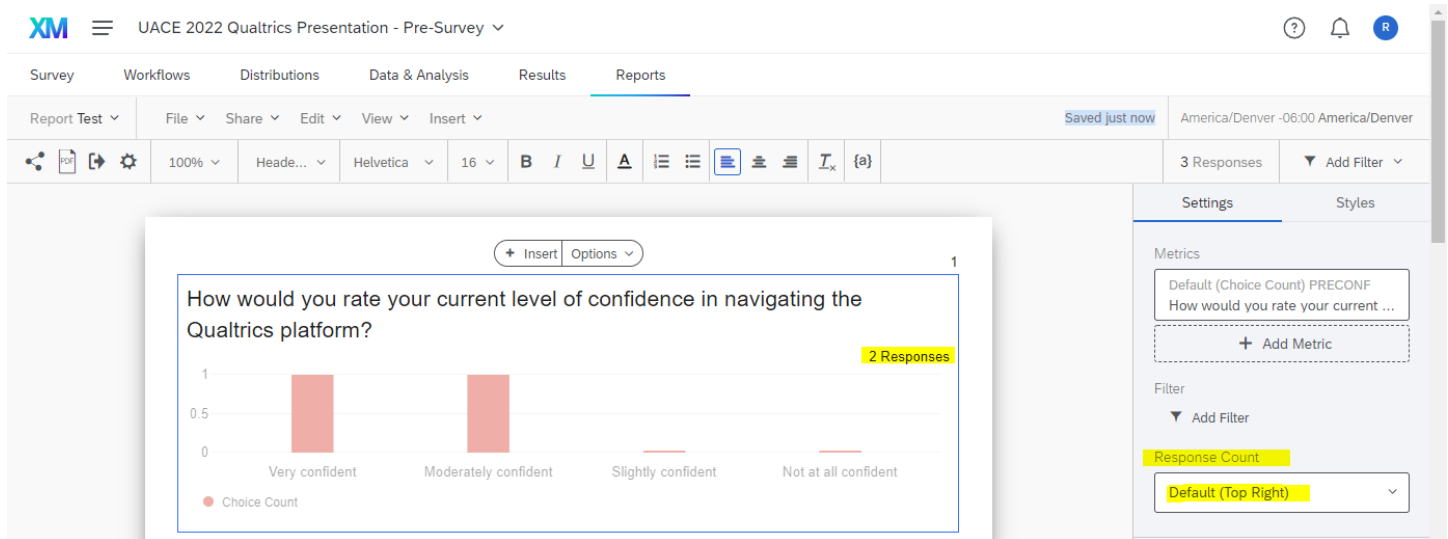 XM UACE 2022 Qualtrics Presentation - Pre-Survey R
Survey Workflows Distributions Data & Analysis Results Reports
Report Test File Share Edit View Insert Saved just now America/Denver -06:00 America/Denver
PDF 100% Heade... Helvetica 16 B I U A Tx {a} 3 Responses Add Filter
Settings Styles
+ Insert Options
1
How would you rate your current level of confidence in navigating the
Qualtrics platform?
2 Responses
1
0.5
0
Very confident Moderately confident Slightly confident Not at all confident
Choice Count
Metrics
Default (Choice Count) PRECONF
How would you rate your current ...
+ Add Metric
Filter
Add Filter
Response Count
Default (Top Right)